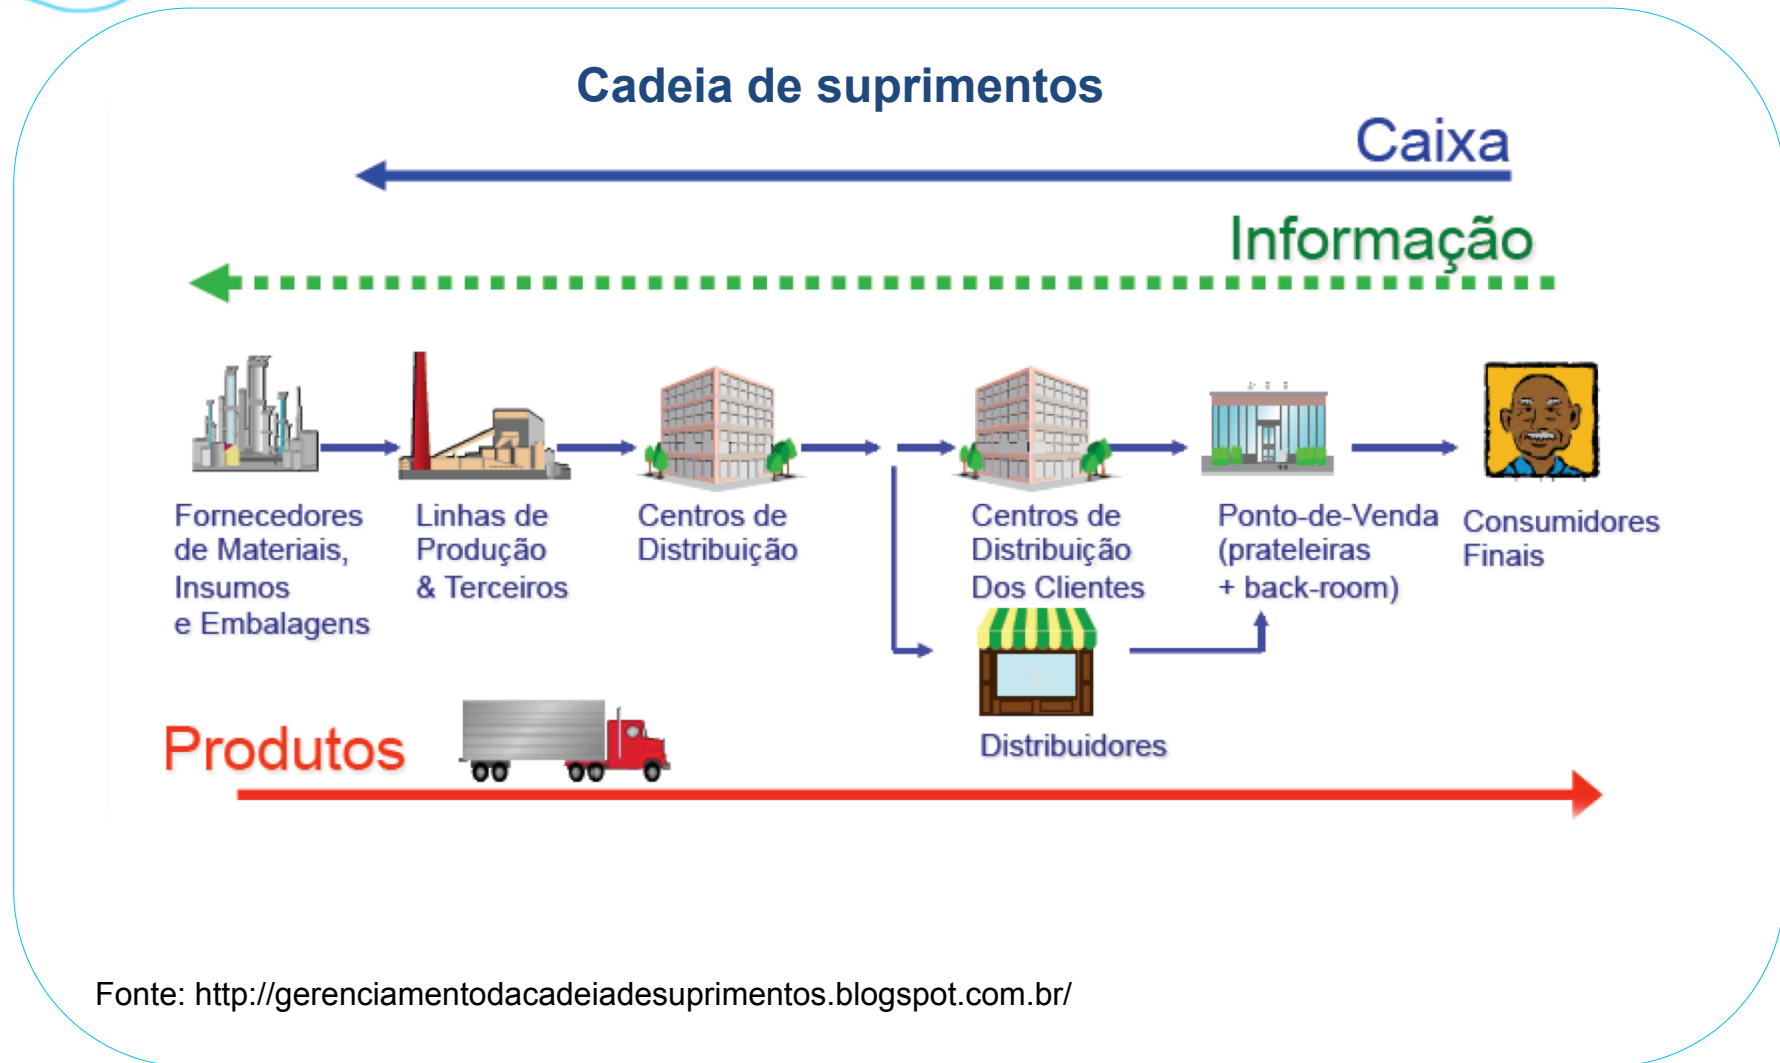 Cadeia de suprimentos
Caixa
Informação
Fornecedores
de Materiais,
Insumos
e Embalagens
Linhas de
Produção
& Terceiros
Centros de
Distribuição
Centros de
Distribuição
Dos Clientes
Ponto-de-Venda
(prateleiras
+ back-room)
Consumidores
Finais
Distribuidores
Produtos
Fonte: http://gerenciamentodacadeiadesuprimentos.blogspot.com.br/